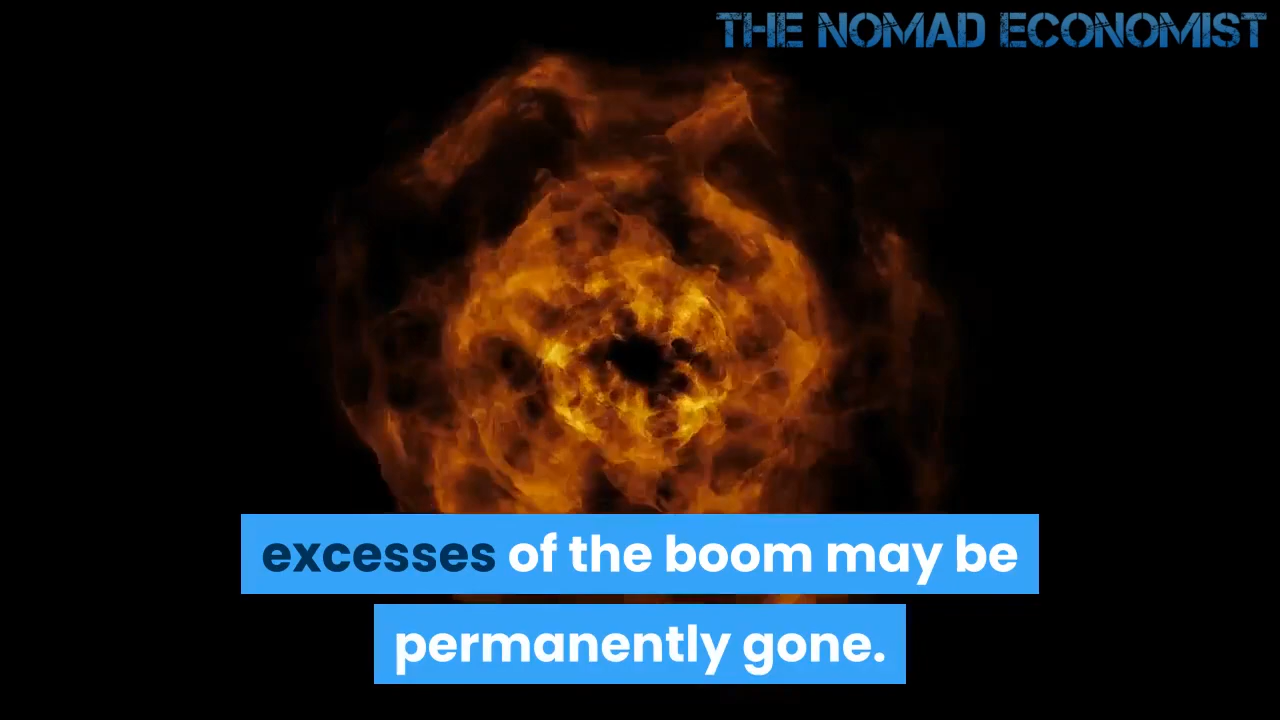 THE NOMAD ECONOMIST
excesses of the boom may be
permanently gone.